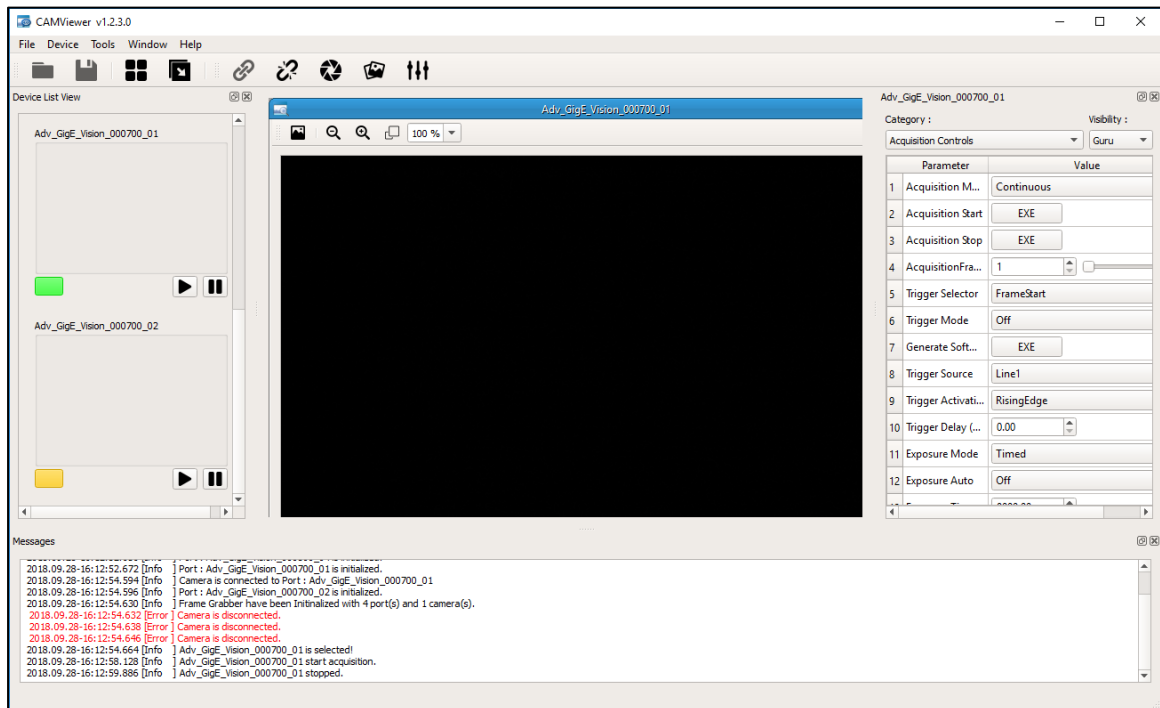 CAMViewer v1.2.3.0
File Device Tools Window Help
Device List View
Adv_GigE_Vision_000700_01
Adv_GigE_Vision_000700_02
Adv_GigE_Vision_000700_01
100 %
Adv_GigE_Vision_000700_01
Category : Visibility :
Acquisition Controls Guru
Parameter Value
1 Acquisition M... Continuous
2 Acquisition Start EXE
3 Acquisition Stop EXE
4 AcquisitionFra... 1
5 Trigger Selector FrameStart
6 Trigger Mode Off
7 Generate Soft... EXE
8 Trigger Source Line1
9 Trigger Activati... RisingEdge
10 Trigger Delay (... 0.00
11 Exposure Mode Timed
12 Exposure Auto Off
Messages
2018.09.28-16:12:52.672 [Info ] Port : Adv_GigE_Vision_000700_01 is initialized.
2018.09.28-16:12:54.594 [Info ] Camera is connected to Port : Adv_GigE_Vision_000700_01
2018.09.28-16:12:54.596 [Info ] Port : Adv_GigE_Vision_000700_02 is initialized.
2018.09.28-16:12:54.630 [Info ] Frame Grabber have been Initinalized with 4 port(s) and 1 camera(s).
2018.09.28-16:12:54.632 [Error ] Camera is disconnected.
2018.09.28-16:12:54.638 [Error ] Camera is disconnected.
2018.09.28-16:12:54.646 [Error ] Camera is disconnected.
2018.09.28-16:12:54.664 [Info ] Adv_GigE_Vision_000700_01 is selected!
2018.09.28-16:12:58.128 [Info ] Adv_GigE_Vision_000700_01 start acquisition.
2018.09.28-16:12:59.886 [Info ] Adv_GigE_Vision_000700_01 stopped.